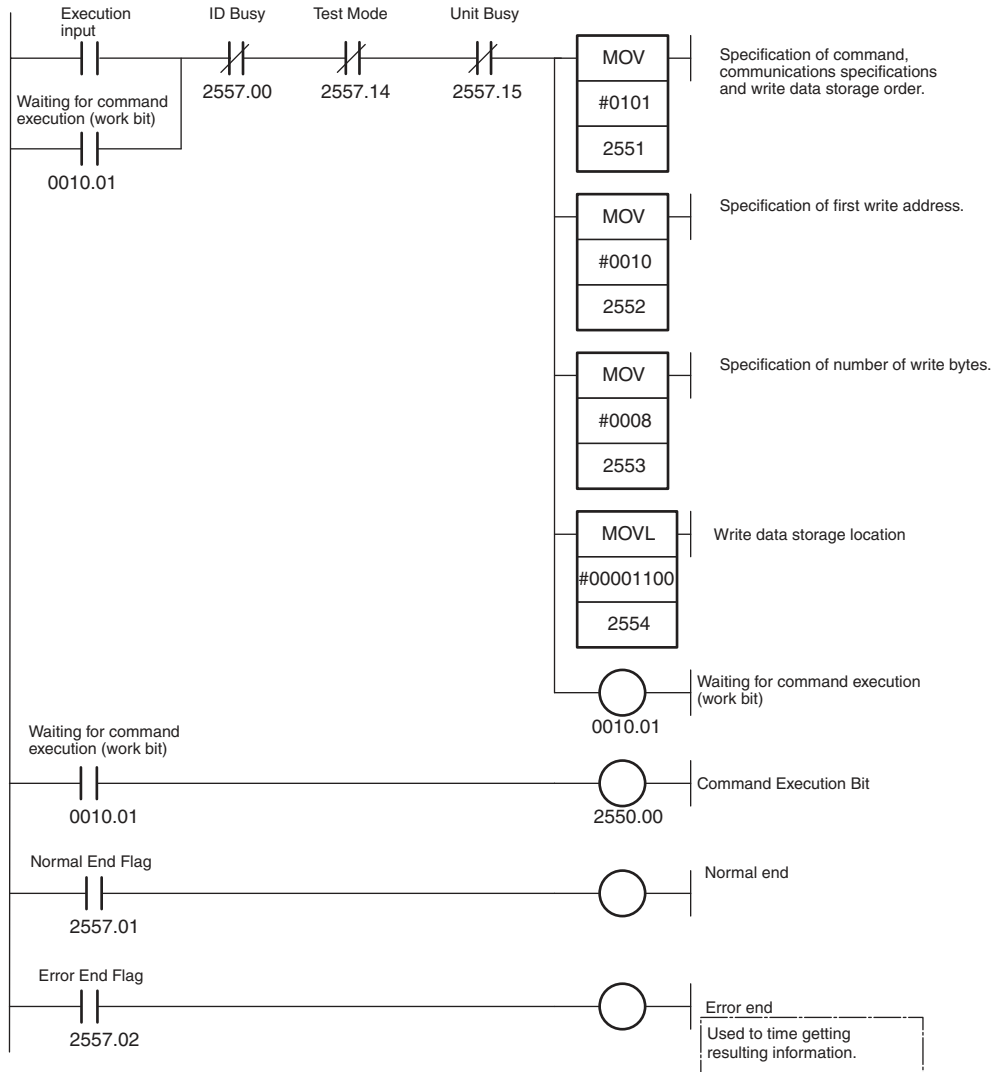 Execution
input
ID Busy
Test Mode
Unit Busy
2557.00
2557.14
2557.15
MOV
#0101
2551
Specification of command,
communications specifications
and write data storage order.
Waiting for command
execution (work bit)
0010.01
MOV
#0010
2552
Specification of first write address.
MOV
#0008
2553
Specification of number of write bytes.
MOVL
#00001100
2554
Write data storage location
0010.01
Waiting for command execution
(work bit)
Waiting for command
execution (work bit)
0010.01
2550.00
Command Execution Bit
Normal End Flag
2557.01
Normal end
Error End Flag
2557.02
Error end
Used to time getting
resulting information.